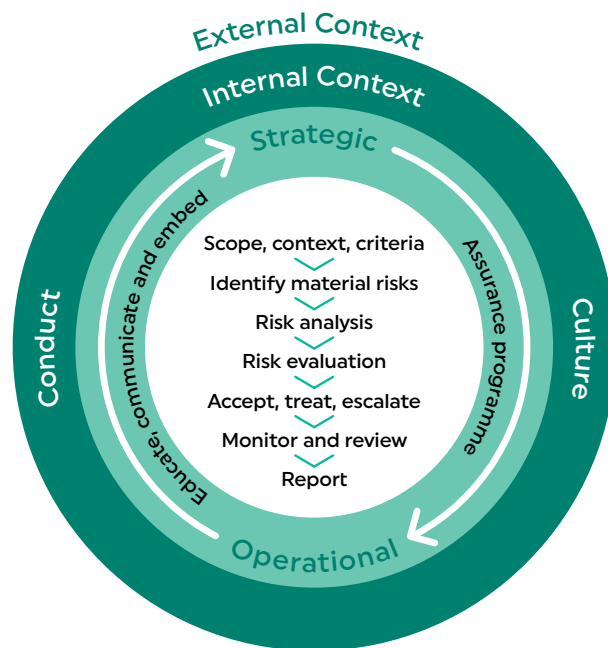 External Context
Internal Context
Strategic
Conduct
Educate, communicate and embed
Scope, context, criteria
Identify material risks
Risk analysis
Risk evaluation
Accept, treat, escalate
Monitor and review
Report
Assurance programme
Culture
Operational